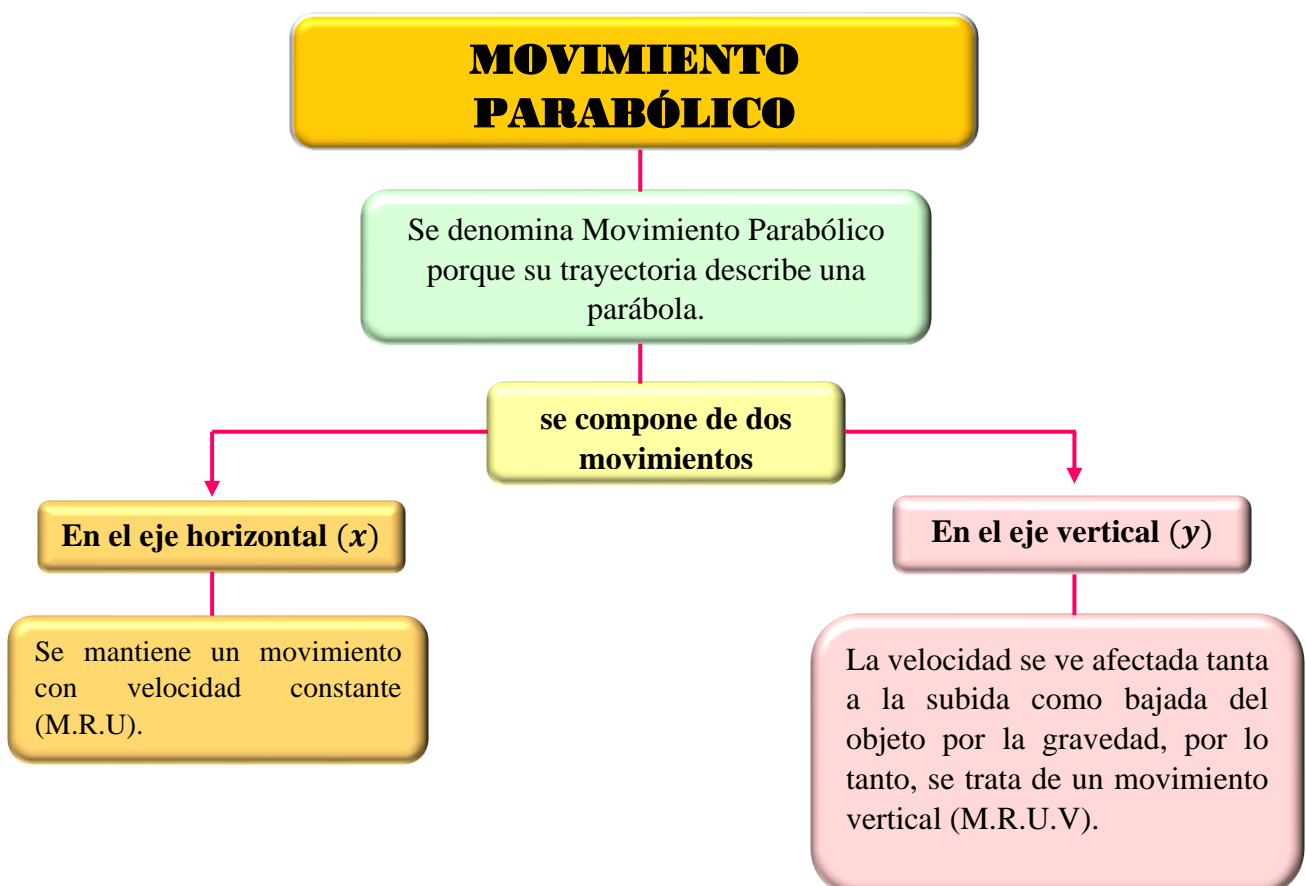 MOVIMIENTO
PARABÓLICO
Se denomina Movimiento Parabólico
porque su trayectoria describe una
parábola.
se compone de dos
movimientos
En el eje horizontal (x)
Se mantiene un movimiento
con velocidad constante
(M.R.U).
En el eje vertical (y)
La velocidad se ve afectada tanta
a la subida como bajada del
objeto por la gravedad, por lo
tanto, se trata de un movimiento
vertical (M.R.U.V).